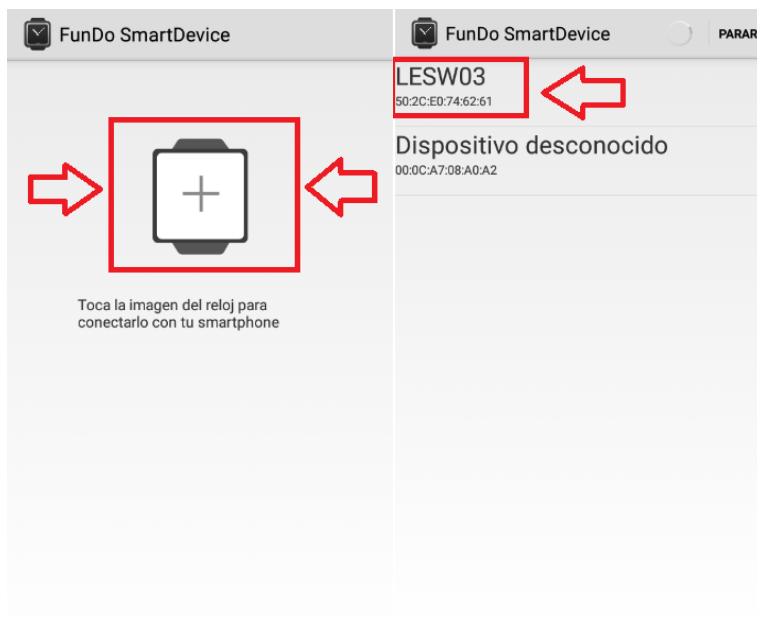 FunDo SmartDevice
Toca la imagen del reloj para
conectarlo con tu smartphone
FunDo SmartDevice PARAR
LESW03
50:2C:E0:74:62:61
Dispositivo desconocido
00:0C:A7:08:A0:A2